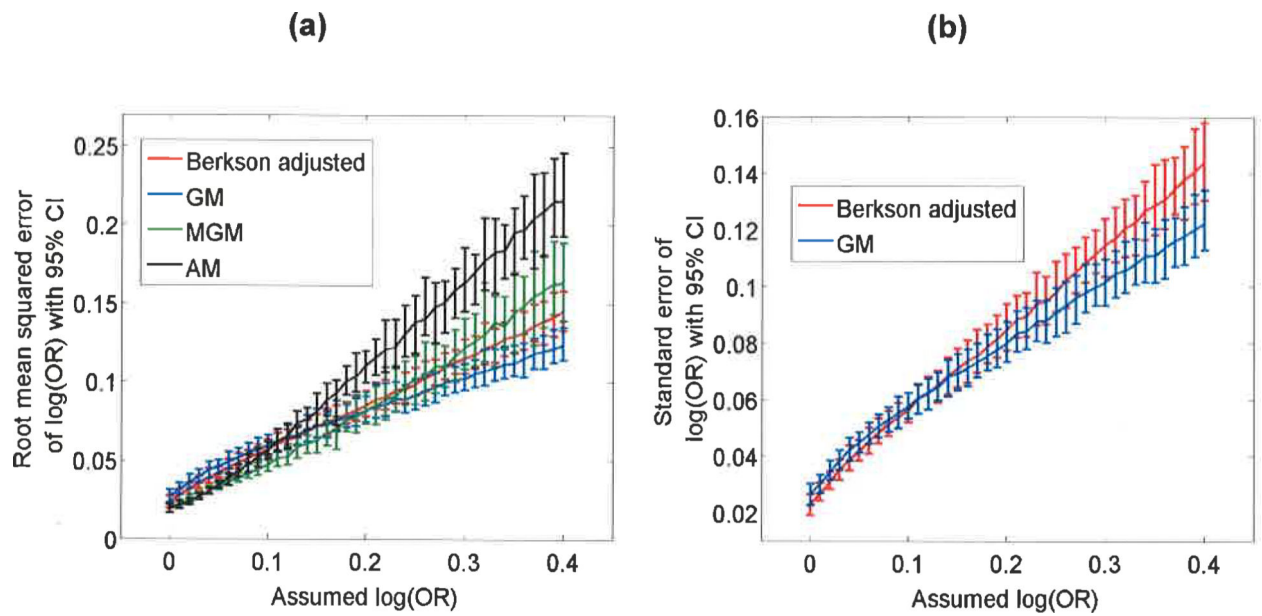 (a)
Root mean squared error
of log(OR) with 95% CI
0.25
0.2
0.15
0.1
0.05
0
Berkson adjusted
GM
MGM
AM
0
0.1
0.2
0.3
0.4
Assumed log(OR)
(b)
Standard error of
log(OR) with 95% CI
0.16
0.14
0.12
0.1
0.08
0.06
0.04
0.02
Berkson adjusted
GM
0
0.1
0.2
0.3
0.4
Assumed log(OR)